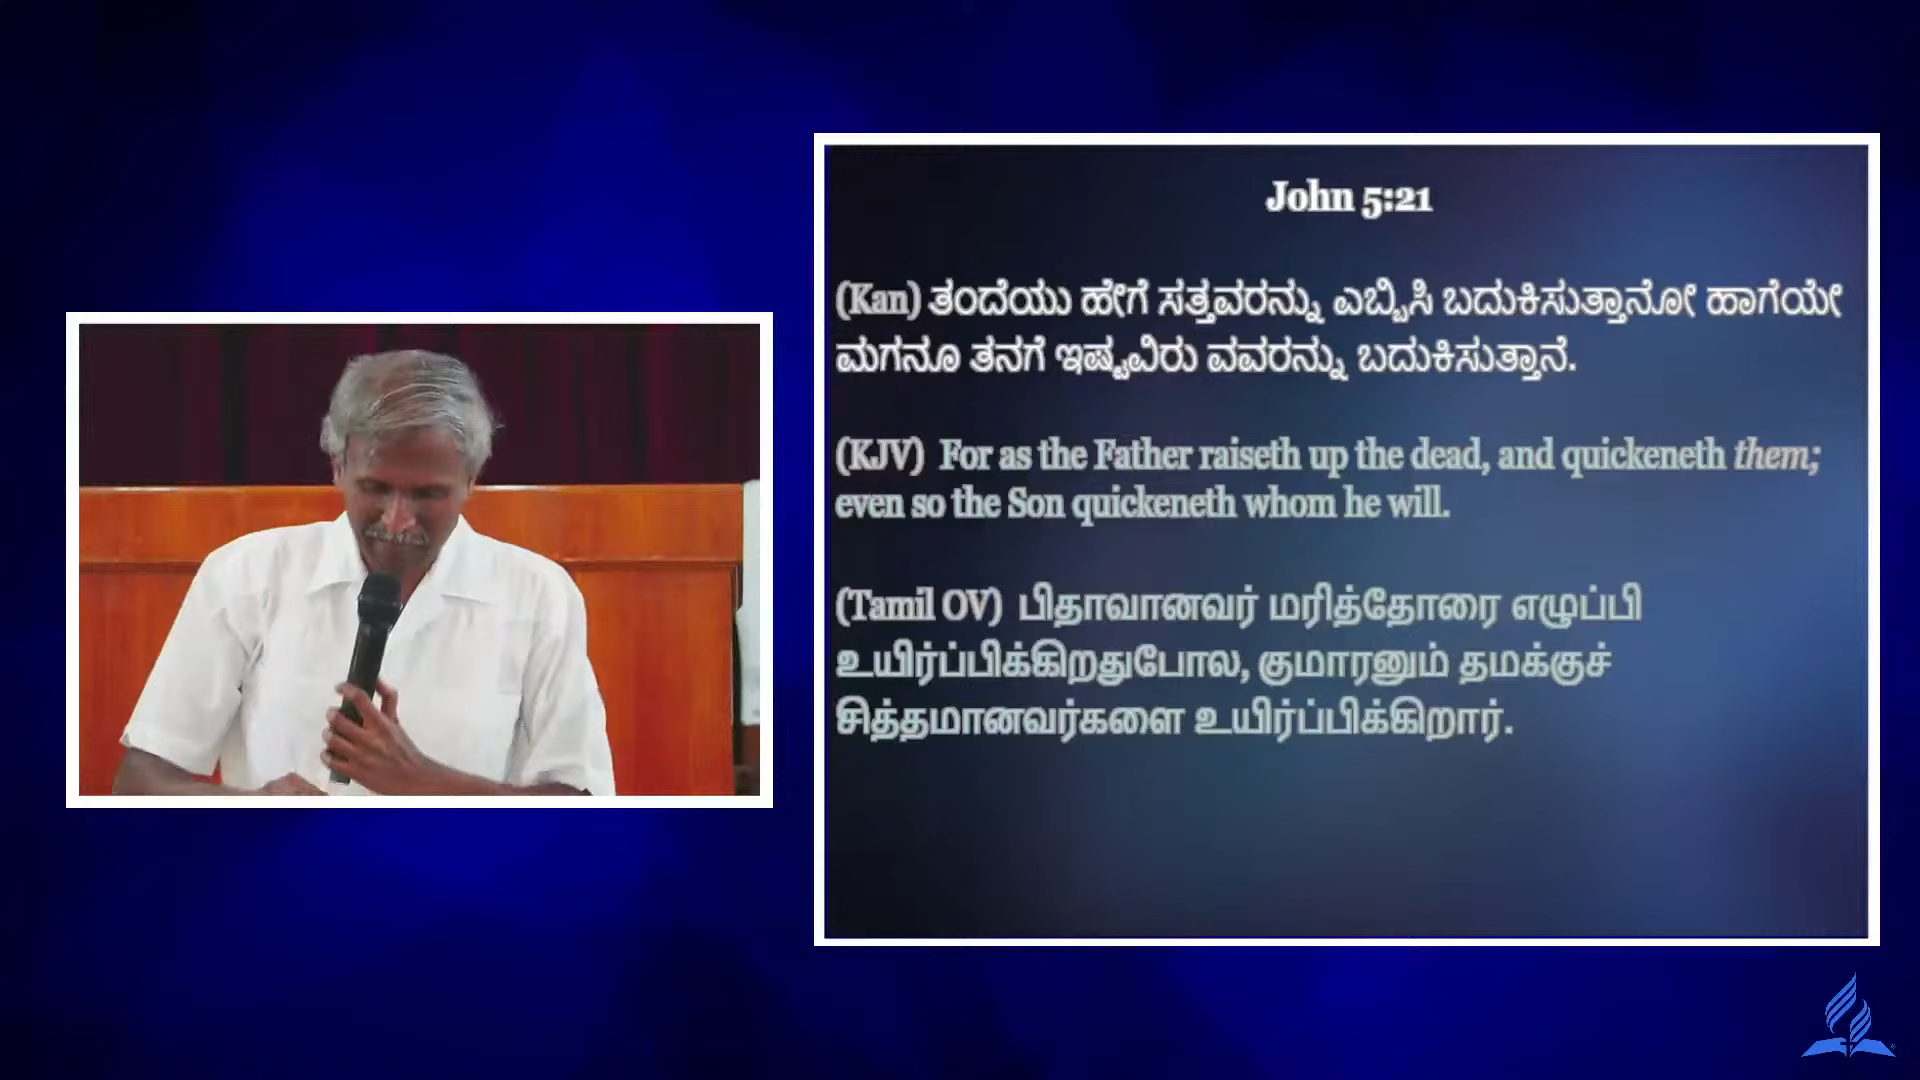 John 5:21
(Kan) ತಂದೆಯು ಹೇಗೆ ಸತ್ತವರನ್ನು ಎಬ್ಬಿಸಿ ಬದುಕಿಸುತ್ತಾನೋ ಹಾಗೆಯೇ
ಮಗನೂ ತನಗೆ ಇಷ್ಟವಿರು ವವರನ್ನು ಬದುಕಿಸುತ್ತಾನೆ.
(KJV) For as the Father raiseth up the dead, and quickeneth them;
even so the Son quickeneth whom he will.
(Tamil OV) பிதாவானவர் மரித்தோரை எழுப்பி
உயிர்ப்பிக்கிறதுபோல, குமாரனும் தமக்குச்
சித்தமானவர்களை உயிர்ப்பிக்கிறார்.